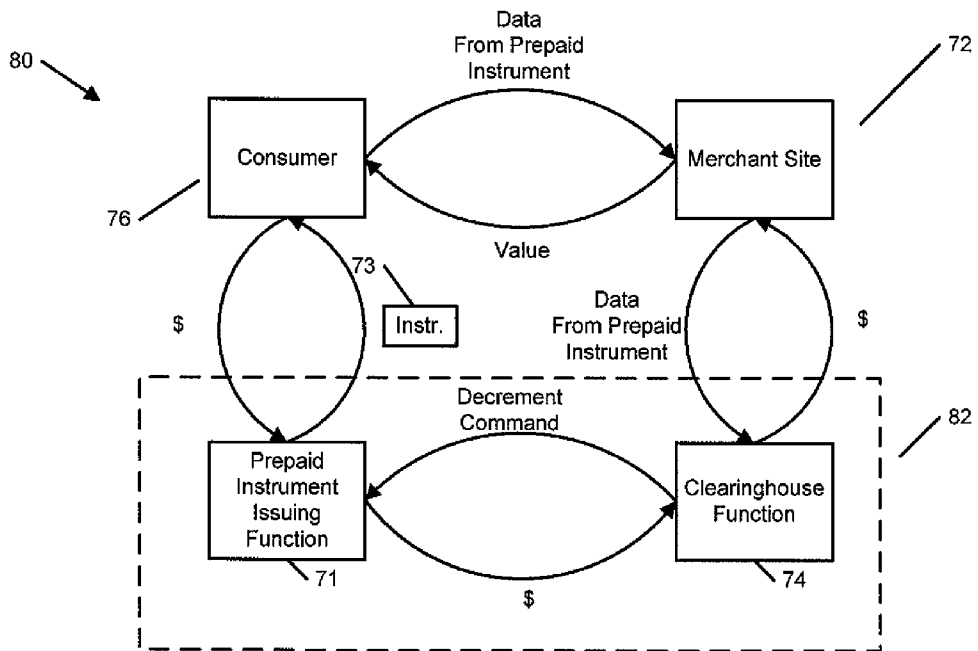 Data
From Prepaid
Instrument
80
72
Consumer
Merchant Site
76
Value
73
Instr.
$
Data
From Prepaid
Instrument
$
Decrement
Command
82
Prepaid
Instrument
Issuing
Function
Clearinghouse
Function
71
74
$